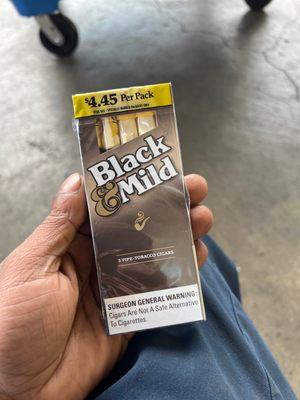 $4.45 Per Pack
Black
& Mild
5 PIPE-TOBACCO CIGARS
SURGEON GENERAL WARNING:
Cigars Are Not A Safe Alternative
To Cigarettes.